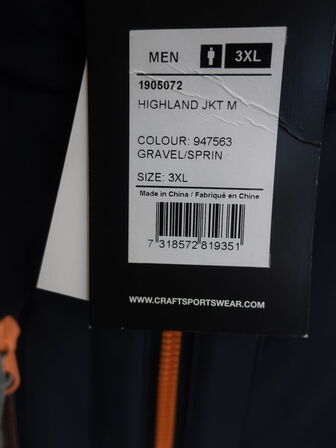 MEN 3XL
1905072
HIGHLAND JKT M
COLOUR: 947563
GRAVEL/SPRIN
SIZE: 3XL
Made in China / Fabriqué en Chine
7 318572 819351
WWW.CRAFTSPORTSWEAR.COM